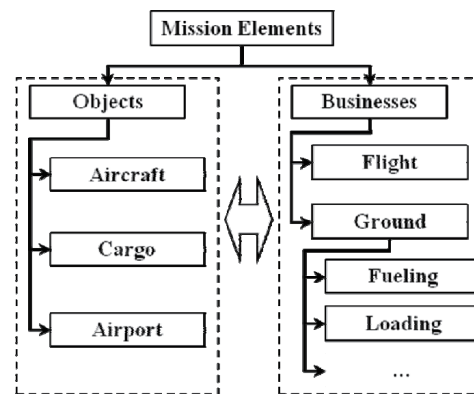 Mission Elements
Objects
Aircraft
Cargo
Airport
Businesses
Flight
Ground
Fueling
Loading
...